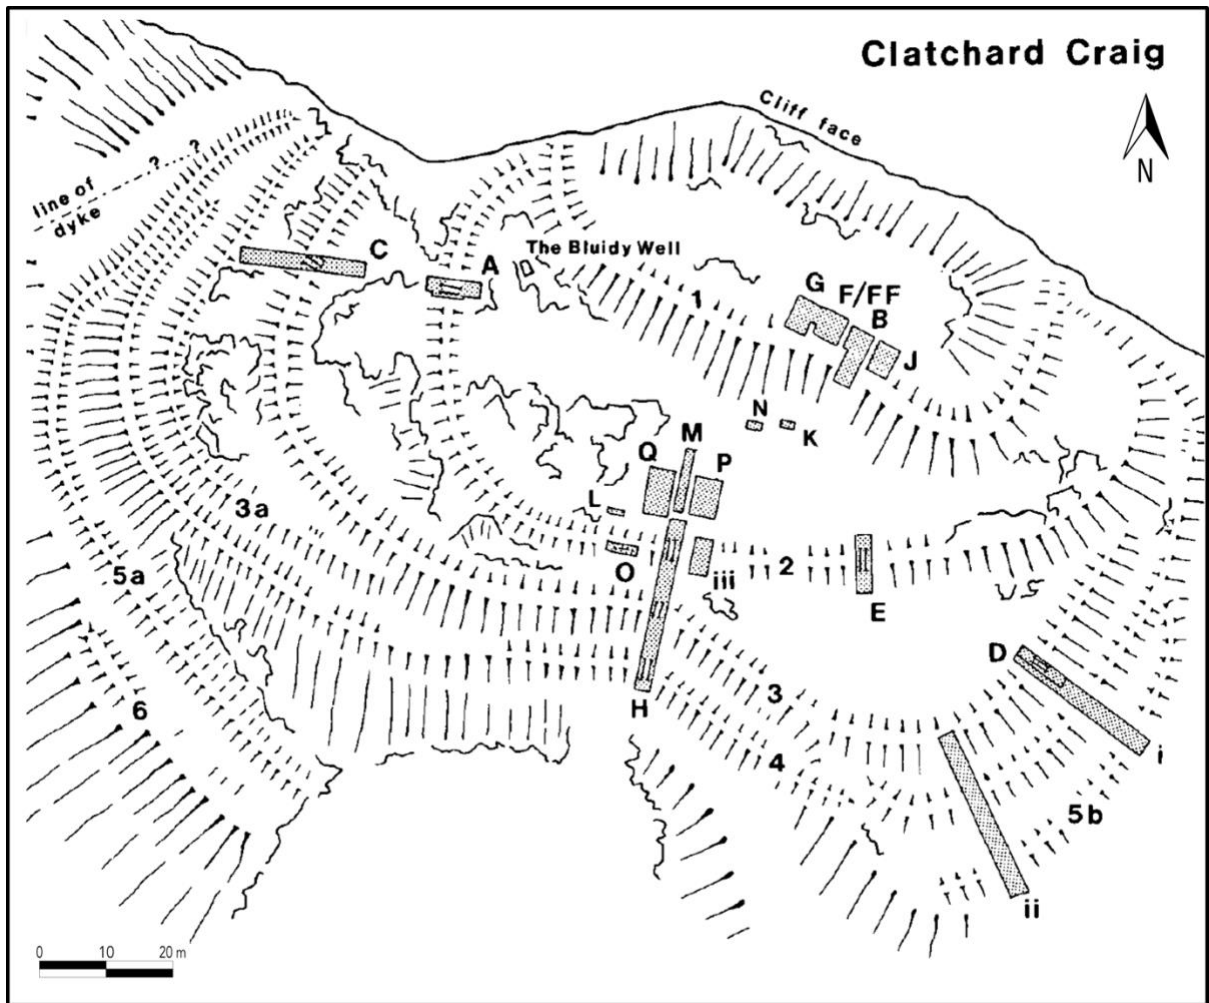 Clatchard Craig
Cliff face
N
line of
dyke
? ?
C
A
The Bluidy Well
1
G
F/FF
B
J
N
K
M
Q
P
L
3a
O
iii
2
E
5a
D
3
6
H
4
i
5b
ii
0 10 20 m